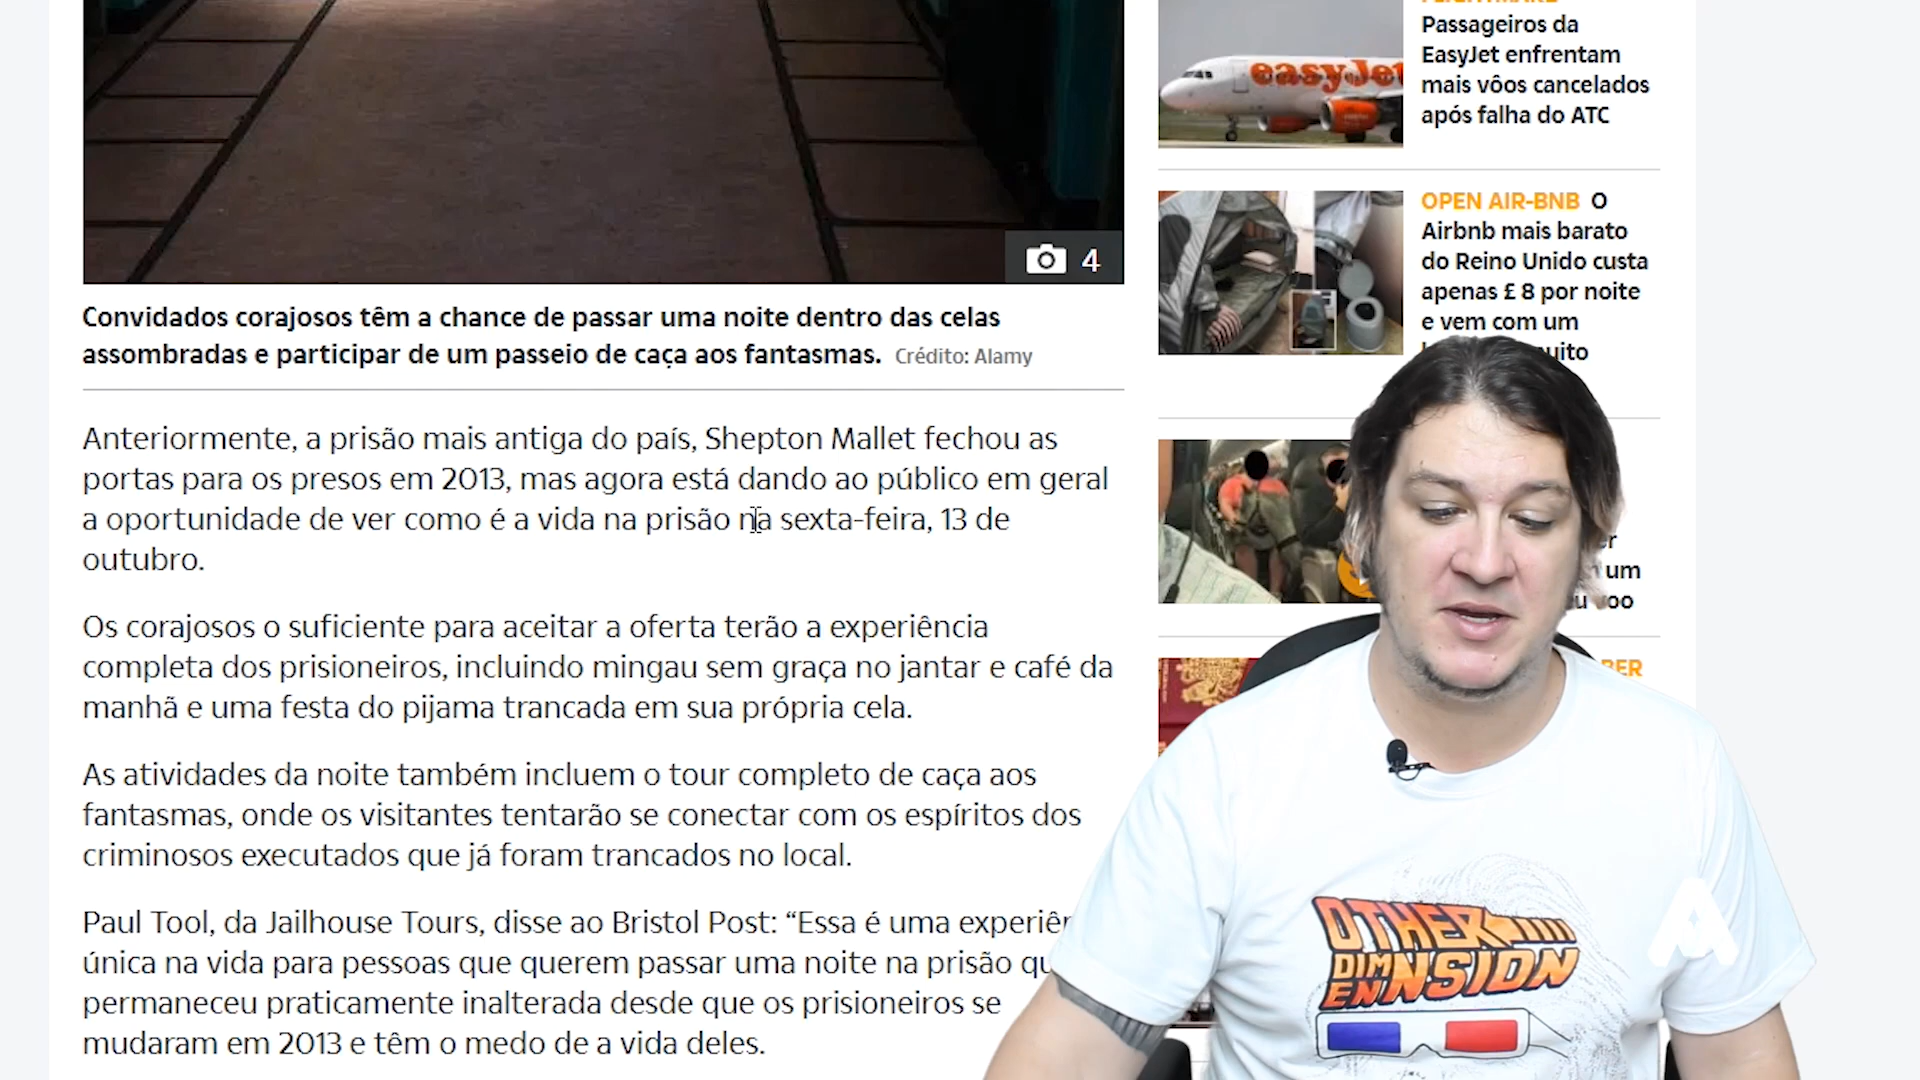 4
Convidados corajosos têm a chance de passar uma noite dentro das celas
assombradas e participar de um passeio de caça aos fantasmas. Crédito: Alamy
Anteriormente, a prisão mais antiga do país, Shepton Mallet fechou as
portas para os presos em 2013, mas agora está dando ao público em geral
a oportunidade de ver como é a vida na prisão na sexta-feira, 13 de
outubro.
Os corajosos o suficiente para aceitar a oferta terão a experiência
completa dos prisioneiros, incluindo mingau sem graça no jantar e café da
manhã e uma festa do pijama trancada em sua própria cela.
As atividades da noite também incluem o tour completo de caça aos
fantasmas, onde os visitantes tentarão se conectar com os espíritos dos
criminosos executados que já foram trancados no local.
Paul Tool, da Jailhouse Tours, disse ao Bristol Post: “Essa é uma
única na vida para pessoas que querem passar uma noite na prisão
permaneceu praticamente inalterada desde que os prisioneiros se
mudaram em 2013 e têm o medo de a vida deles.
easyJet
Passageiros da
EasyJet enfrentam
mais vôos cancelados
após falha do ATC
OPEN AIR-BNB O
Airbnb mais barato
do Reino Unido custa
apenas £ 8 por noite
e vem com um
um
OTHER
DIMENNSION